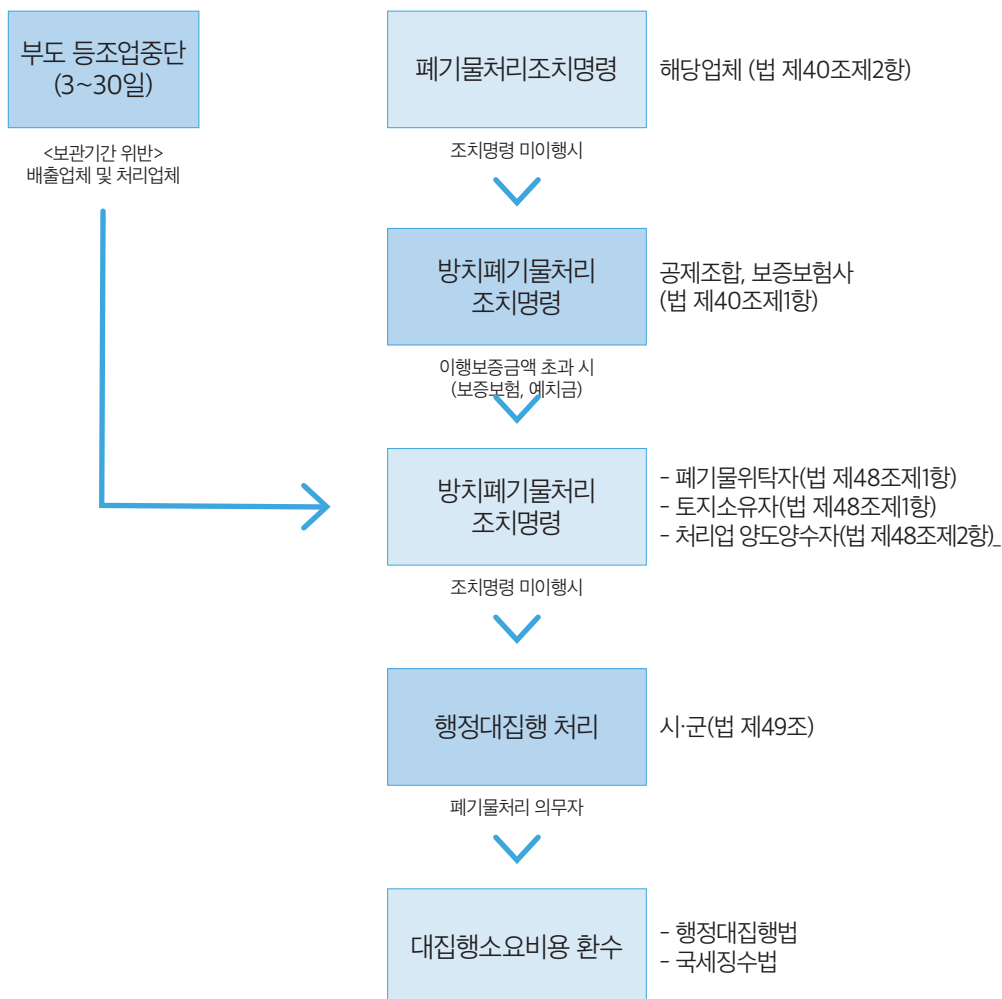 부도 등조업중단
(3~30일)
<보관기간 위반>
배출업체 및 처리업체
폐기물처리조치명령
해당업체 (법 제40조제2항)
조치명령 미이행시
방치폐기물처리
조치명령
공제조합, 보증보험사
(법 제40조제1항)
이행보증금액 초과 시
(보증보험, 예치금)
방치폐기물처리
조치명령
- 폐기물위탁자(법 제48조제1항)
- 토지소유자(법 제48조제1항)
- 처리업 양도양수자(법 제48조제2항)_
조치명령 미이행시
행정대집행 처리
시·군(법 제49조)
폐기물처리 의무자
대집행소요비용 환수
- 행정대집행법
- 국세징수법